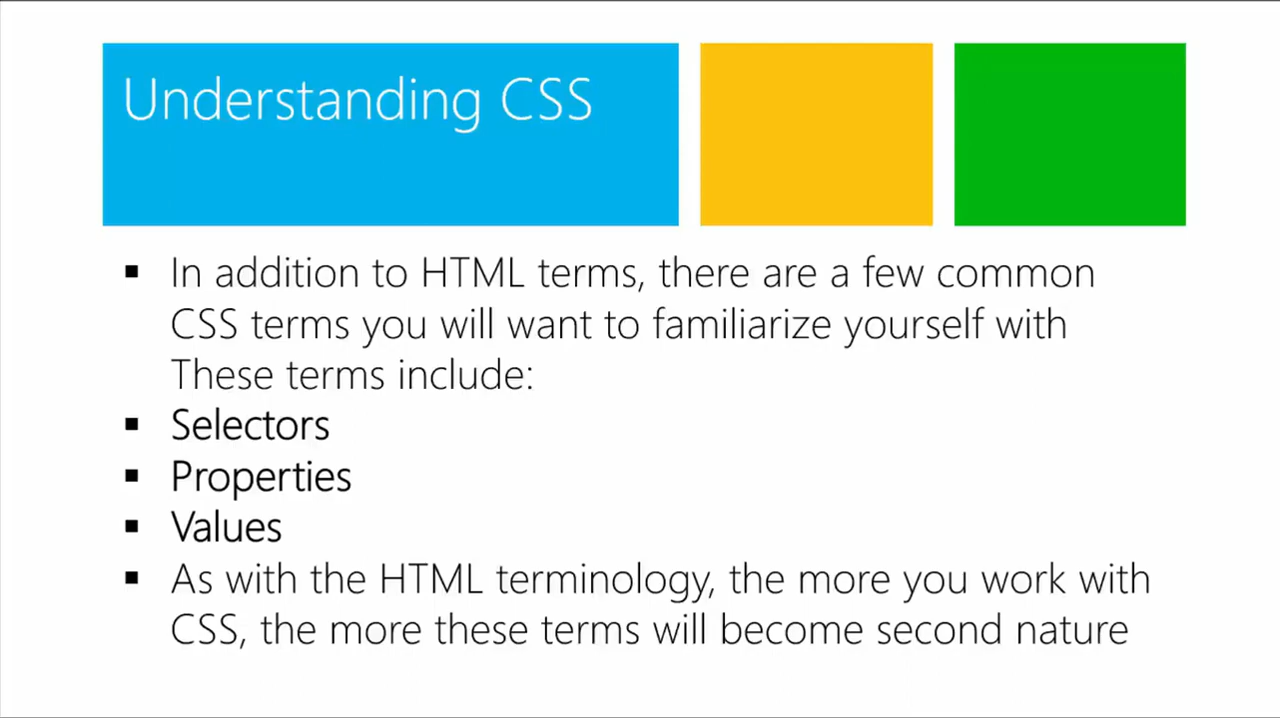 Understanding CSS
▪ In addition to HTML terms, there are a few common
CSS terms you will want to familiarize yourself with
These terms include:
▪ Selectors
▪ Properties
▪ Values
▪ As with the HTML terminology, the more you work with
CSS, the more these terms will become second nature